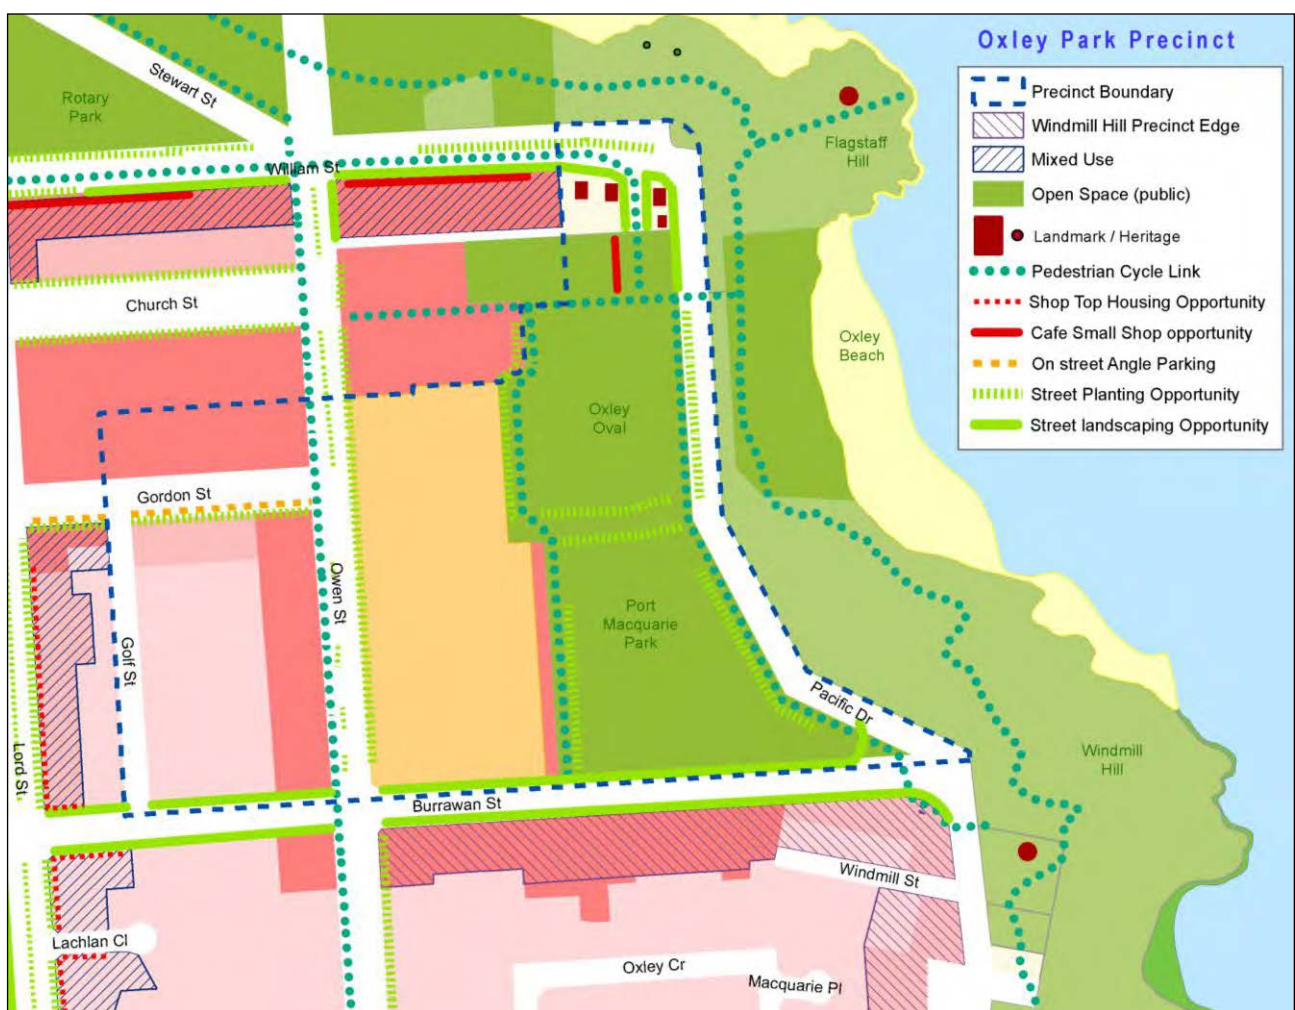 Oxley Park Precinct
Precinct Boundary
Windmill Hill Precinct Edge
Mixed Use
Open Space (public)
Landmark / Heritage
Pedestrian Cycle Link
Shop Top Housing Opportunity
Cafe Small Shop opportunity
On street Angle Parking
Street Planting Opportunity
Street landscaping Opportunity
Stewart St
Rotary
Park
William St
Flagstaff
Hill
Church St
Oxley
Beach
Oxley
Oval
Gordon St
Owen St
Golf St
Port
Macquarie
Park
Pacific Dr
Lord St
Windmill
Hill
Burrawan St
Windmill St
Lachlan Cl
Oxley Cr
Macquarie Pl